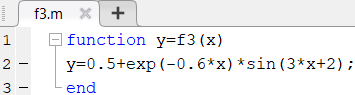 f3.m
1 function y=f3(x)
2 y=0.5+exp(-0.6*x)*sin(3*x+2);
3 end